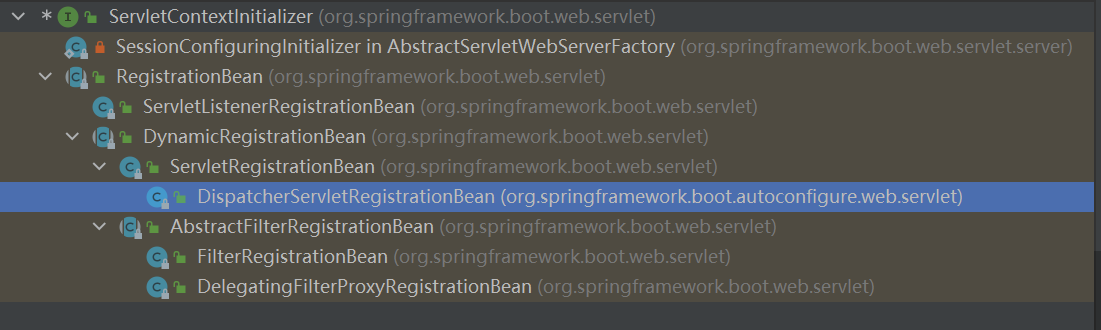 * I ServletContextInitializer (org.springframework.boot.web.servlet)
C SessionConfiguringInitializer in AbstractServletWebServerFactory (org.springframework.boot.web.servlet.server)
C RegistrationBean (org.springframework.boot.web.servlet)
C ServletListenerRegistrationBean (org.springframework.boot.web.servlet)
C DynamicRegistrationBean (org.springframework.boot.web.servlet)
C ServletRegistrationBean (org.springframework.boot.web.servlet)
C DispatcherServletRegistrationBean (org.springframework.boot.autoconfigure.web.servlet)
C AbstractFilterRegistrationBean (org.springframework.boot.web.servlet)
C FilterRegistrationBean (org.springframework.boot.web.servlet)
C DelegatingFilterProxyRegistrationBean (org.springframework.boot.web.servlet)